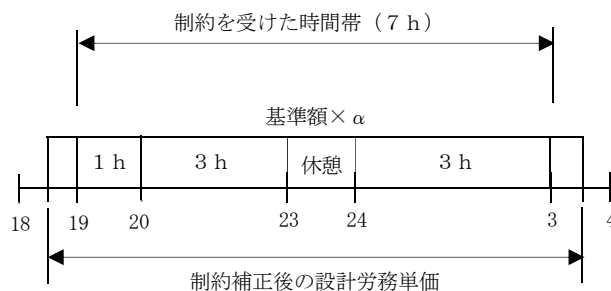 制約を受けた時間帯（７ｈ）
基準額×α
１ｈ ３ｈ 休憩 ３ｈ
18 19 20 23 24 3 4
制約補正後の設計労務単価